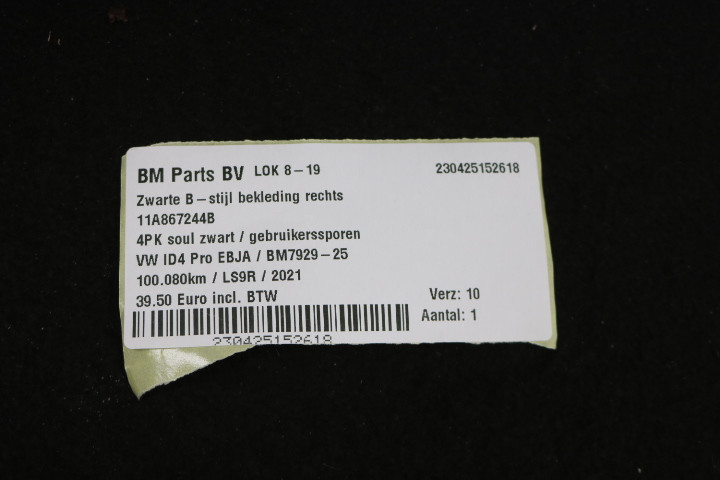 BM Parts BV LOK 8-19 230425152618
Zwarte B-stijl bekleding rechts
11A867244B
4PK soul zwart / gebruikerssporen
VW ID4 Pro EBJA / BM7929-25
100.080km / LS9R / 2021
39.50 Euro incl. BTW Verz: 10
Aantal: 1
230425152618